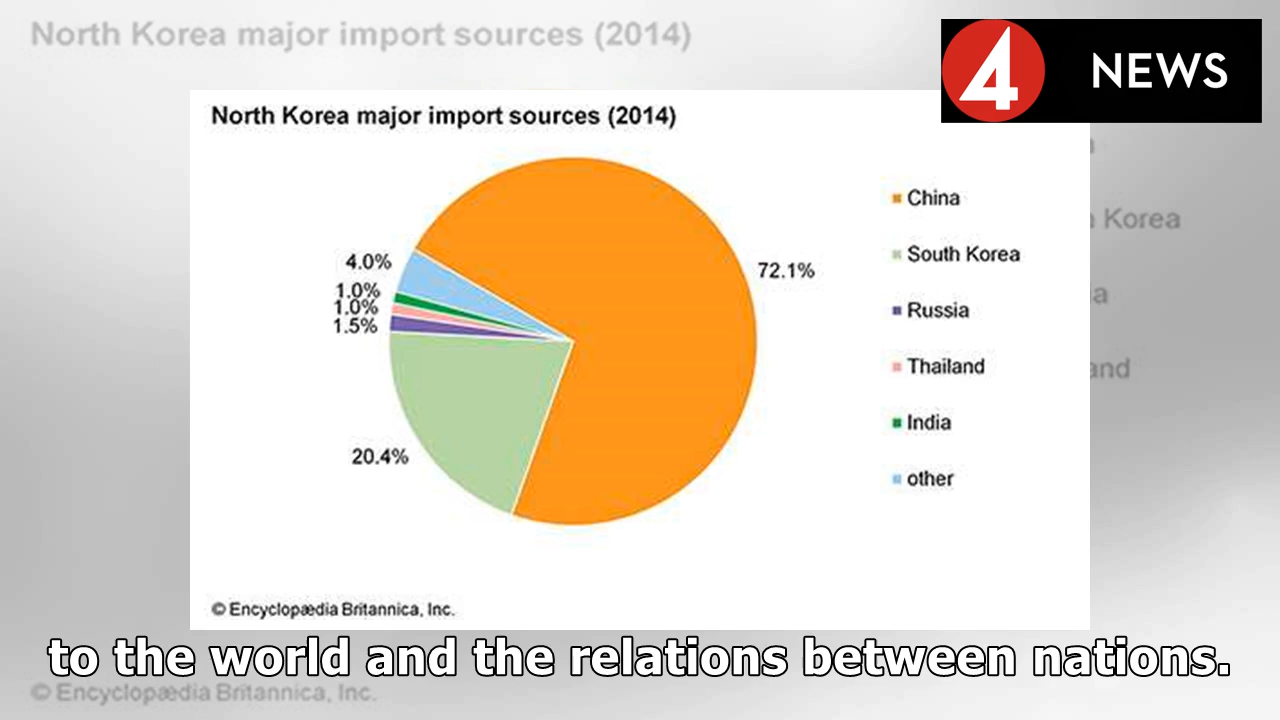 North Korea major import sources (2014)
4 NEWS
North Korea major import sources (2014)
China
South Korea
Russia
Thailand
India
other
72.1%
4.0%
1.0%
1.0%
1.5%
20.4%
Korea
© Encyclopædia Britannica, Inc.
to the world and the relations between nations.
© Encyclopædia Britannica, Inc.